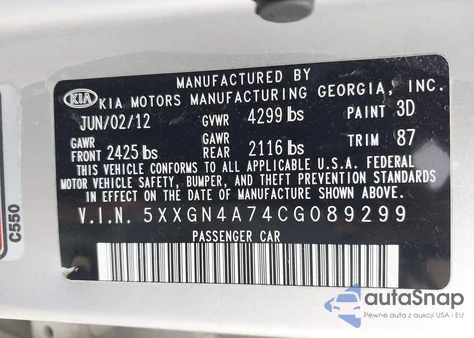 MANUFACTURED BY
KIA KIA MOTORS MANUFACTURING GEORGIA, INC.
JUN/02/12 GVWR 4299 lbs PAINT 3D
GAWR FRONT 2425 lbs GAWR REAR 2116 lbs TRIM 87
THIS VEHICLE CONFORMS TO ALL APPLICABLE U.S.A. FEDERAL
MOTOR VEHICLE SAFETY, BUMPER, AND THEFT PREVENTION STANDARDS
IN EFFECT ON THE DATE OF MANUFACTURE SHOWN ABOVE.
V.I.N. 5XXGN4A74CG089299
PASSENGER CAR
C550
autoSnap
Pewne auta z aukcji USA i EU